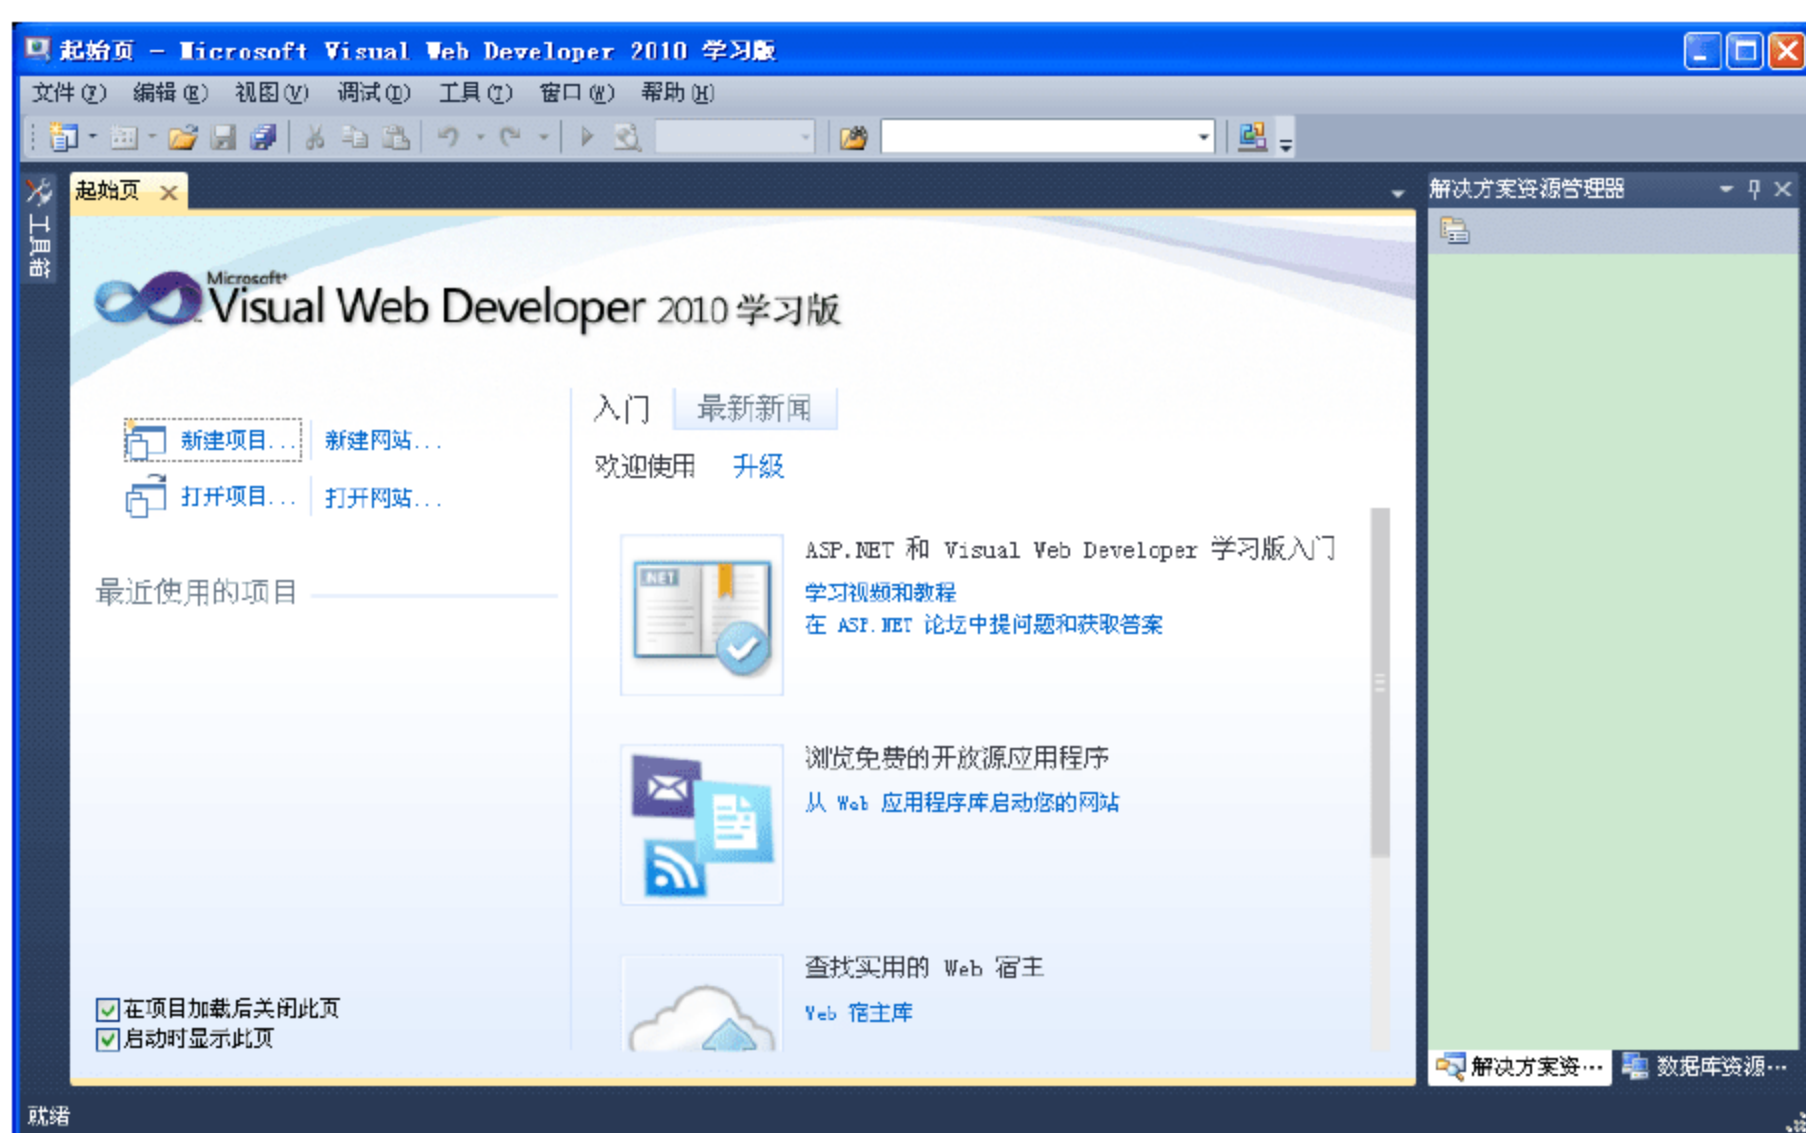 起始页 - Microsoft Visual Web Developer 2010 学习版
文件(F) 编辑(E) 视图(V) 调试(D) 工具(T) 窗口(W) 帮助(H)
工具箱
起始页
解决方案资源管理器
Microsoft®
Visual Web Developer 2010 学习版
新建项目... 新建网站...
打开项目... 打开网站...
最近使用的项目
在项目加载后关闭此页
启动时显示此页
入门 最新新闻
欢迎使用 升级
.NET
ASP.NET 和 Visual Web Developer 学习版入门
学习视频和教程
在 ASP.NET 论坛中提问题和获取答案
浏览免费的开放源应用程序
从 Web 应用程序库启动您的网站
查找实用的 Web 宿主
Web 宿主库
解决方案资… 数据库资源…
就绪